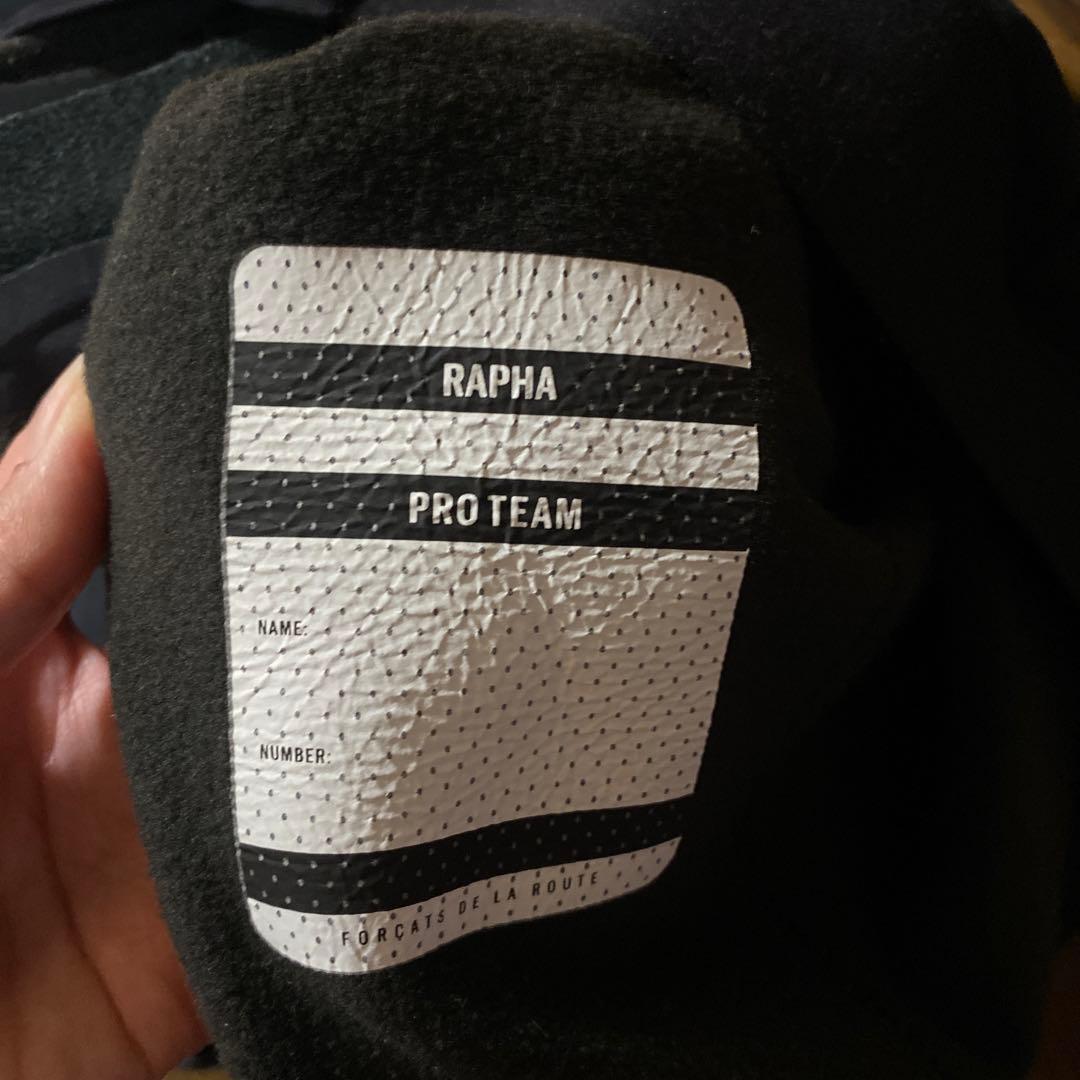 RAPHA
PRO TEAM
NAME:
NUMBER:
FORÇATS DE LA ROUTE